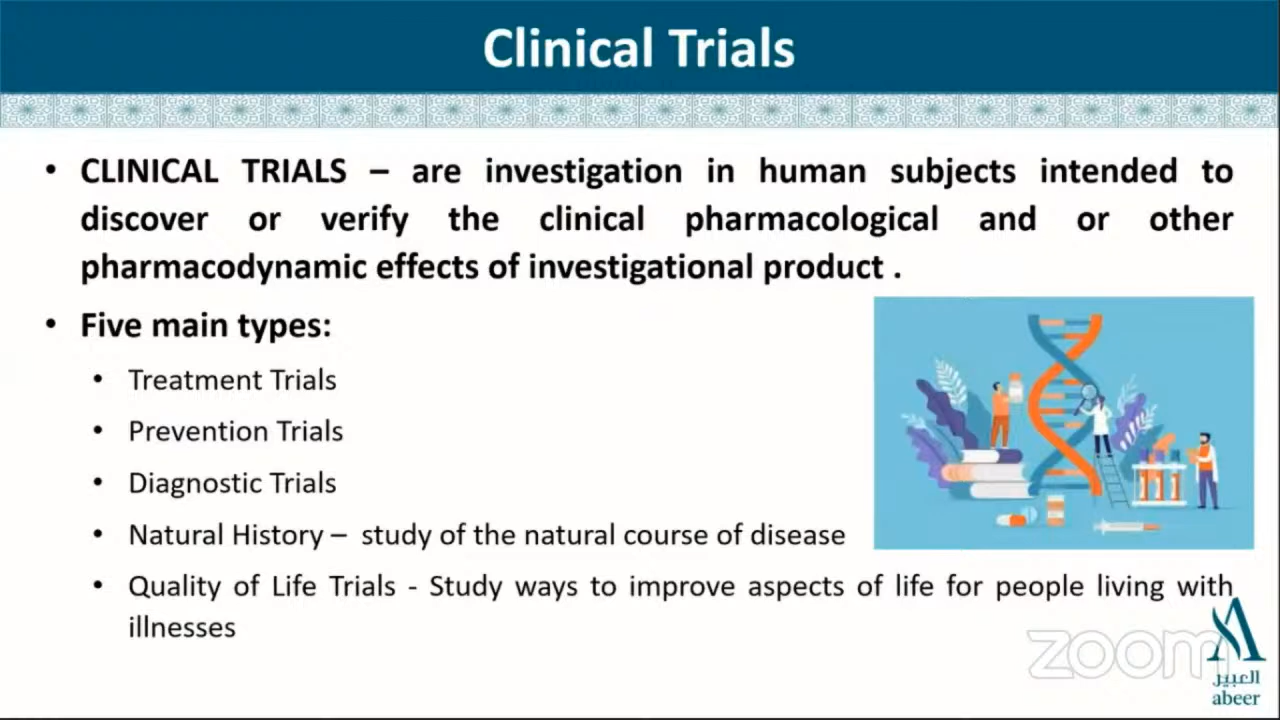 Clinical Trials
• CLINICAL TRIALS – are investigation in human subjects intended to
discover or verify the clinical pharmacological and or other
pharmacodynamic effects of investigational product .
• Five main types:
• Treatment Trials
• Prevention Trials
• Diagnostic Trials
• Natural History – study of the natural course of disease
• Quality of Life Trials - Study ways to improve aspects of life for people living with
illnesses
zoom
العبير
abeer